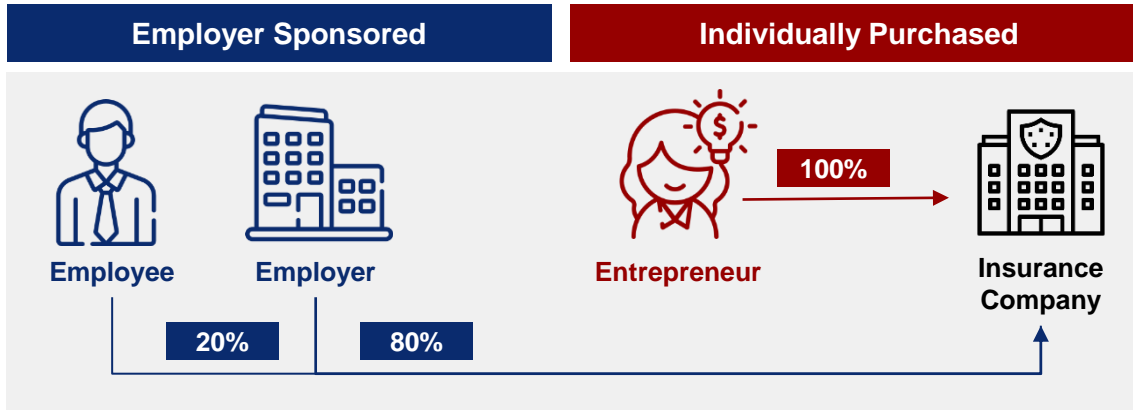 Employer Sponsored
Individually Purchased
$
100%
Employee
Employer
Entrepreneur
Insurance
Company
20%
80%